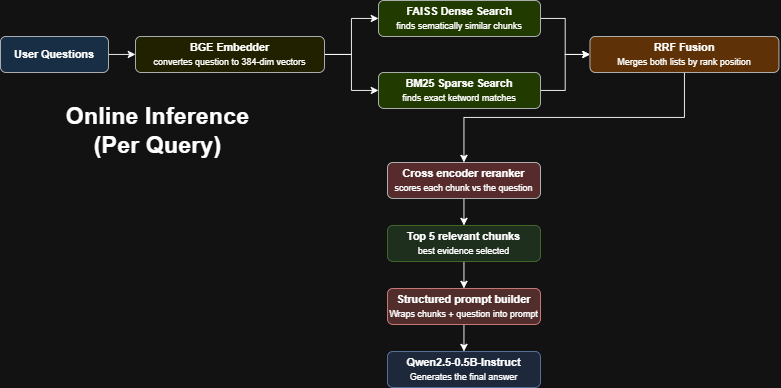 FAISS Dense Search
finds sematically similar chunks
User Questions
BGE Embedder
convertes question to 384-dim vectors
RRF Fusion
Merges both lists by rank position
BM25 Sparse Search
finds exact ketword matches
Online Inference
(Per Query)
Cross encoder reranker
scores each chunk vs the question
Top 5 relevant chunks
best evidence selected
Structured prompt builder
Wraps chunks + question into prompt
Qwen2.5-0.5B-Instruct
Generates the final answer